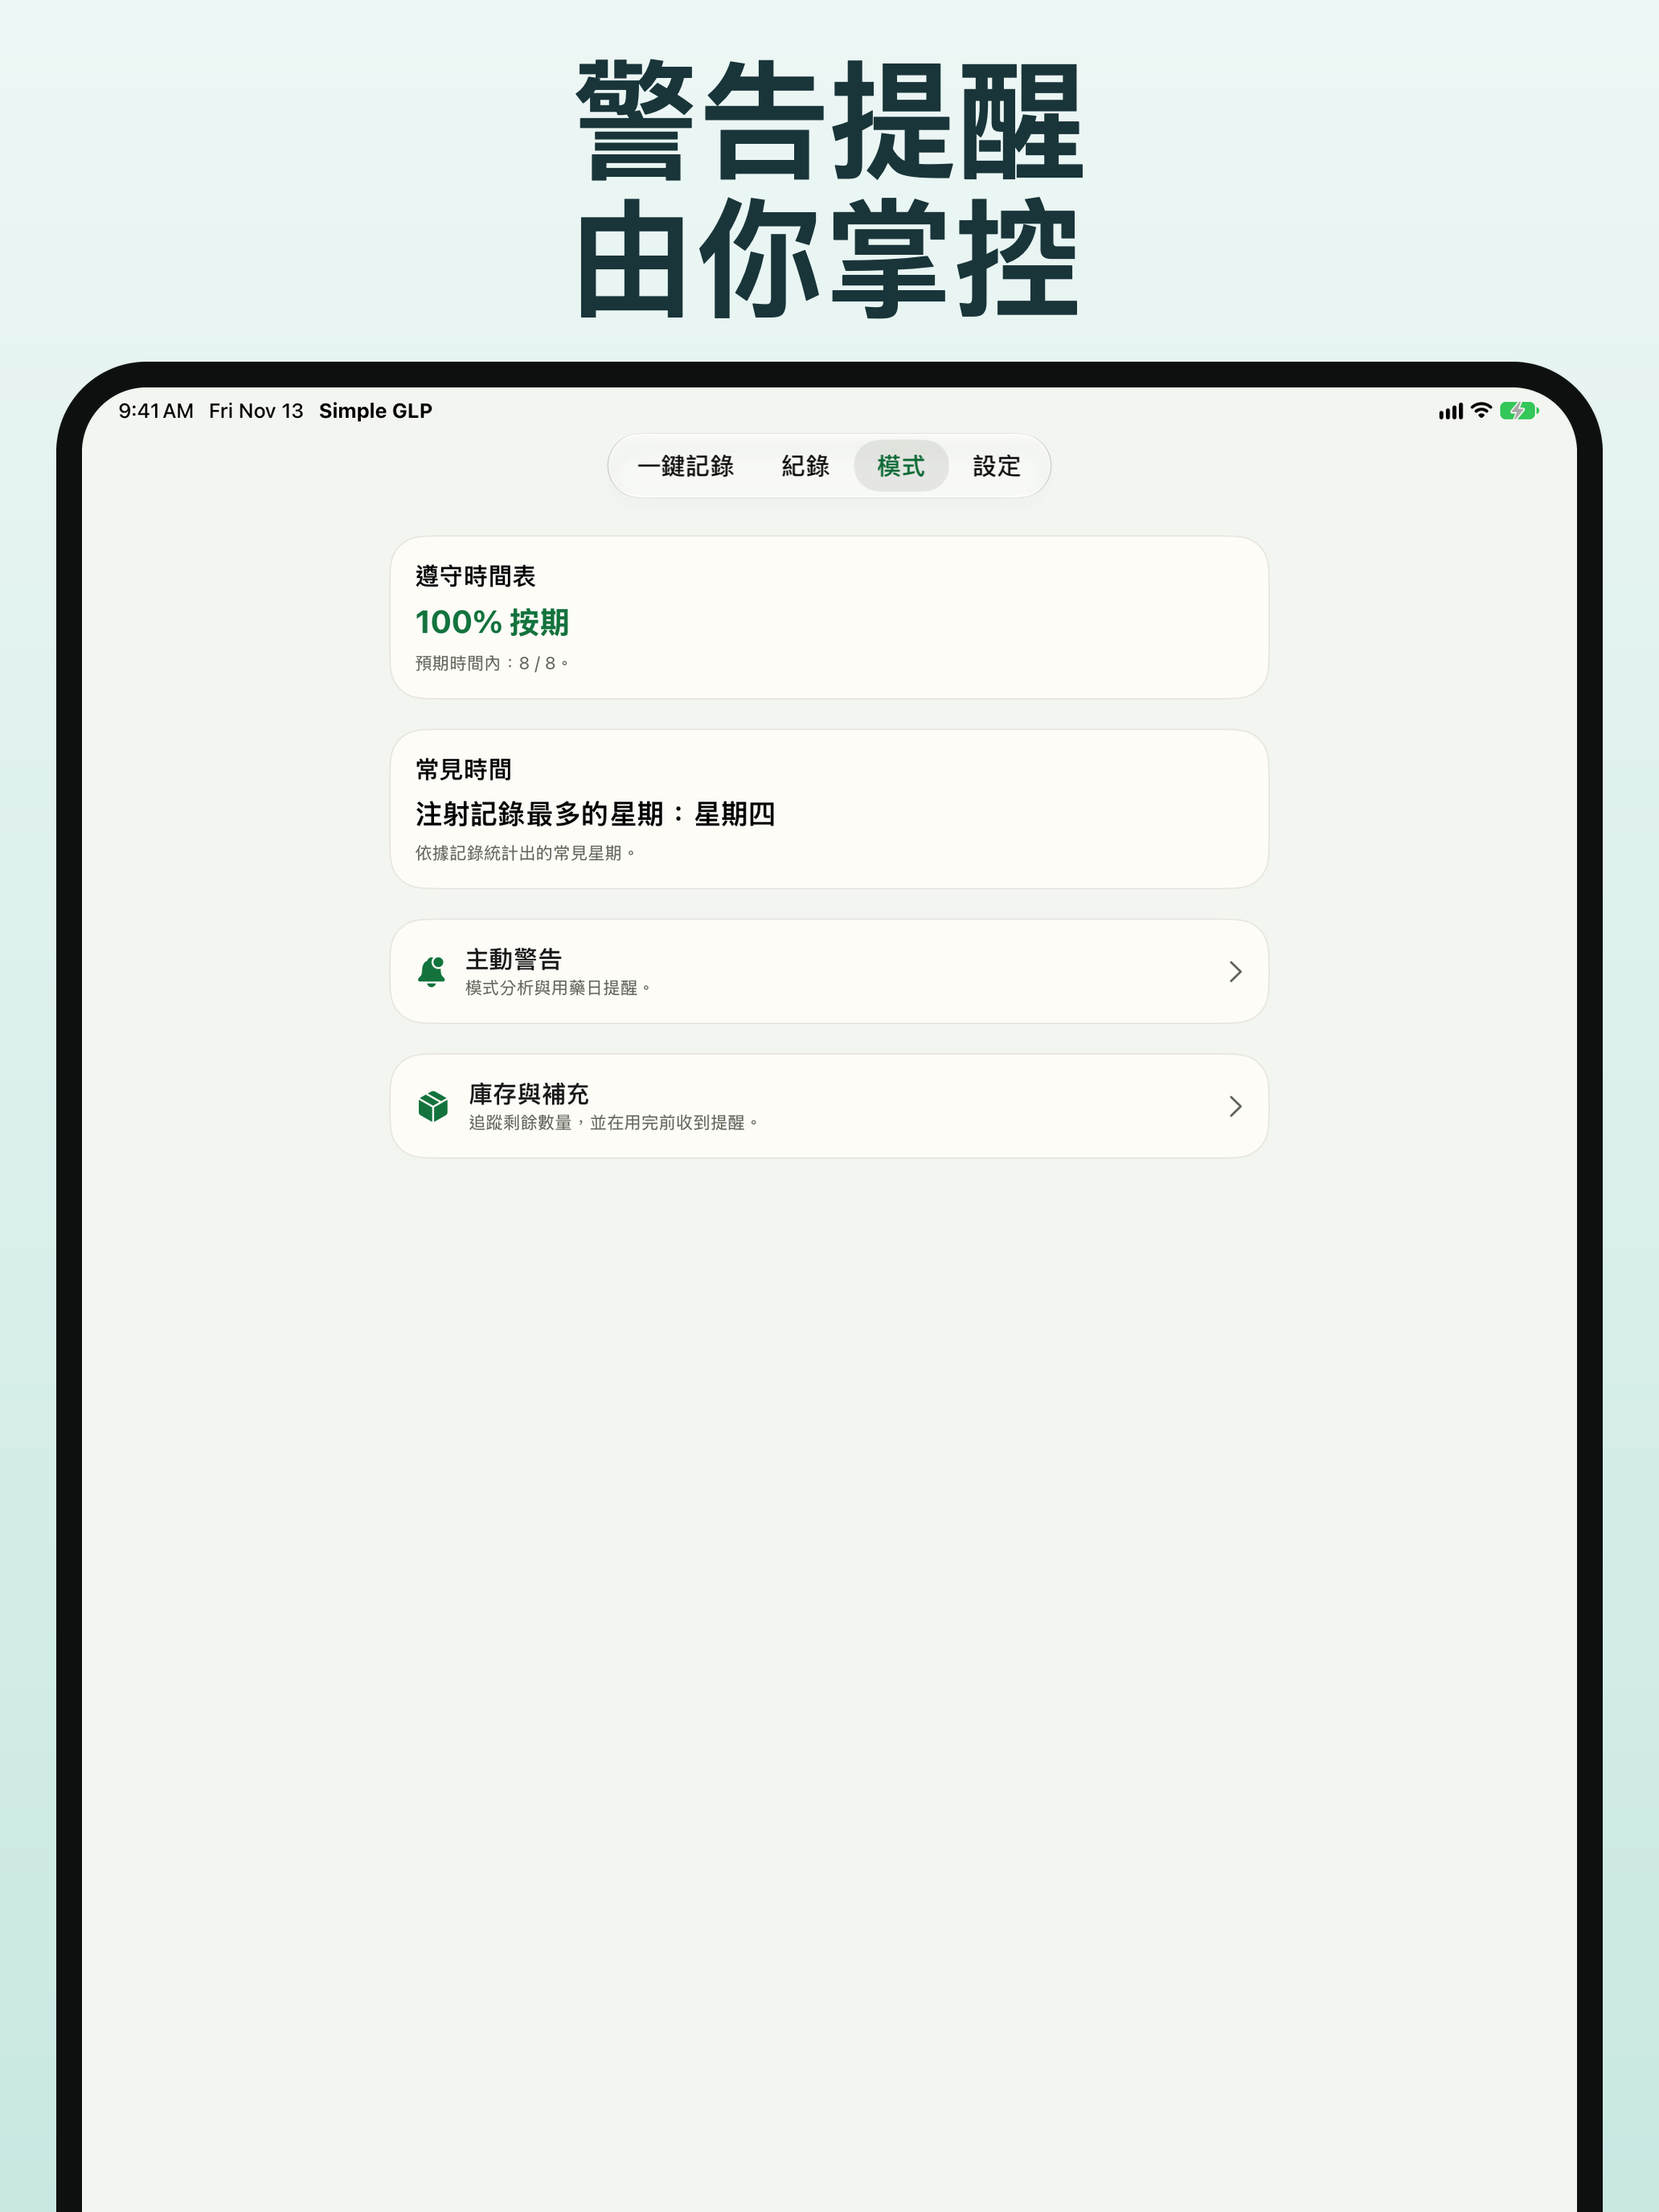 警告提醒
由你掌控
9:41 AM Fri Nov 13 Simple GLP
一鍵記錄 紀錄 模式 設定
遵守時間表
100% 按期
預期時間內：8 / 8。
常見時間
注射記錄最多的星期：星期四
依據記錄統計出的常見星期。
主動警告
模式分析與用藥日提醒。
庫存與補充
追蹤剩餘數量，並在用完前收到提醒。